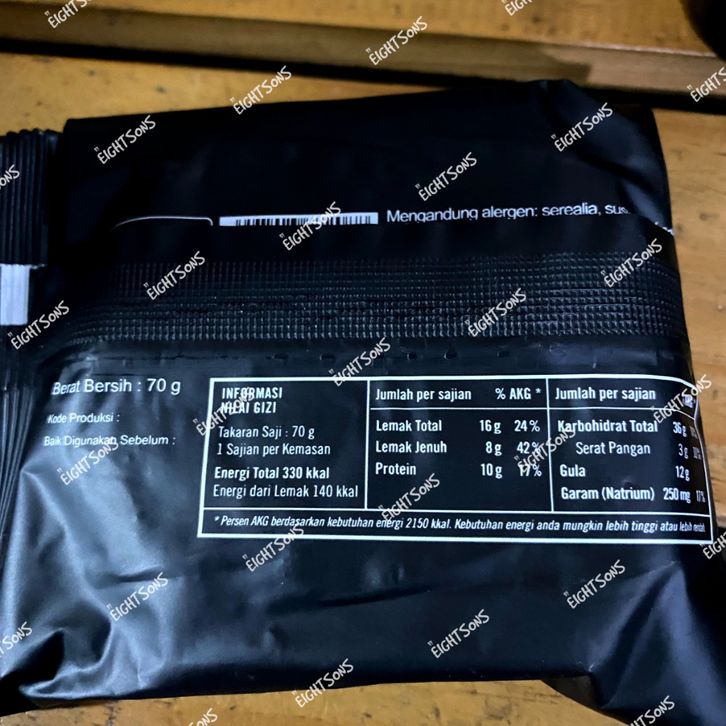 Mengandung alergen: serealia,
Berat Bersih : 70 g
Kode Produksi :
Baik Digunakan Sebelum :
INFORMASI
NILAI GIZI
Takaran Saji : 70 g
1 Sajian per Kemasan
Energi Total 330 kkal
Energi dari Lemak 140 kkal
Jumlah per sajian % AKG *
Lemak Total 16 g 24 %
Lemak Jenuh 8 g 42 %
Protein 10 g 17 %
Jumlah per sajian
Karbohidrat Total 36 g
Serat Pangan 3 g
Gula 12 g
Garam (Natrium) 250 mg 17%
* Persen AKG berdasarkan kebutuhan energi 2150 kkal. Kebutuhan energi anda mungkin lebih tinggi atau lebih rendah
EIGHTSONS